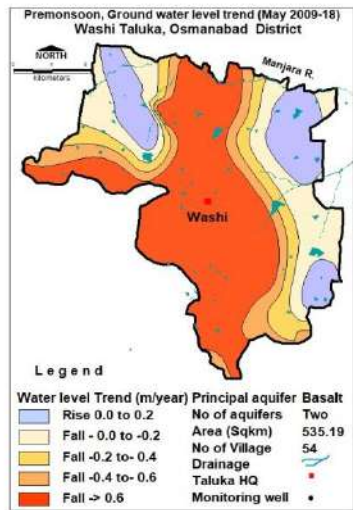 Premonsoon, Ground water level trend (May 2009-18)
Washi Taluka, Osmanabad District
NORTH
kilometers
Manjara R.
Washi
Legend
Water level Trend (m/year)
Rise 0.0 to 0.2
Fall - 0.0 to -0.2
Fall -0.2 to- 0.4
Fall -0.4 to- 0.6
Fall -> 0.6
Principal aquifer Basalt
No of aquifers Two
Area (Sqkm) 535.19
No of Village 54
Drainage
Taluka HQ
Monitoring well